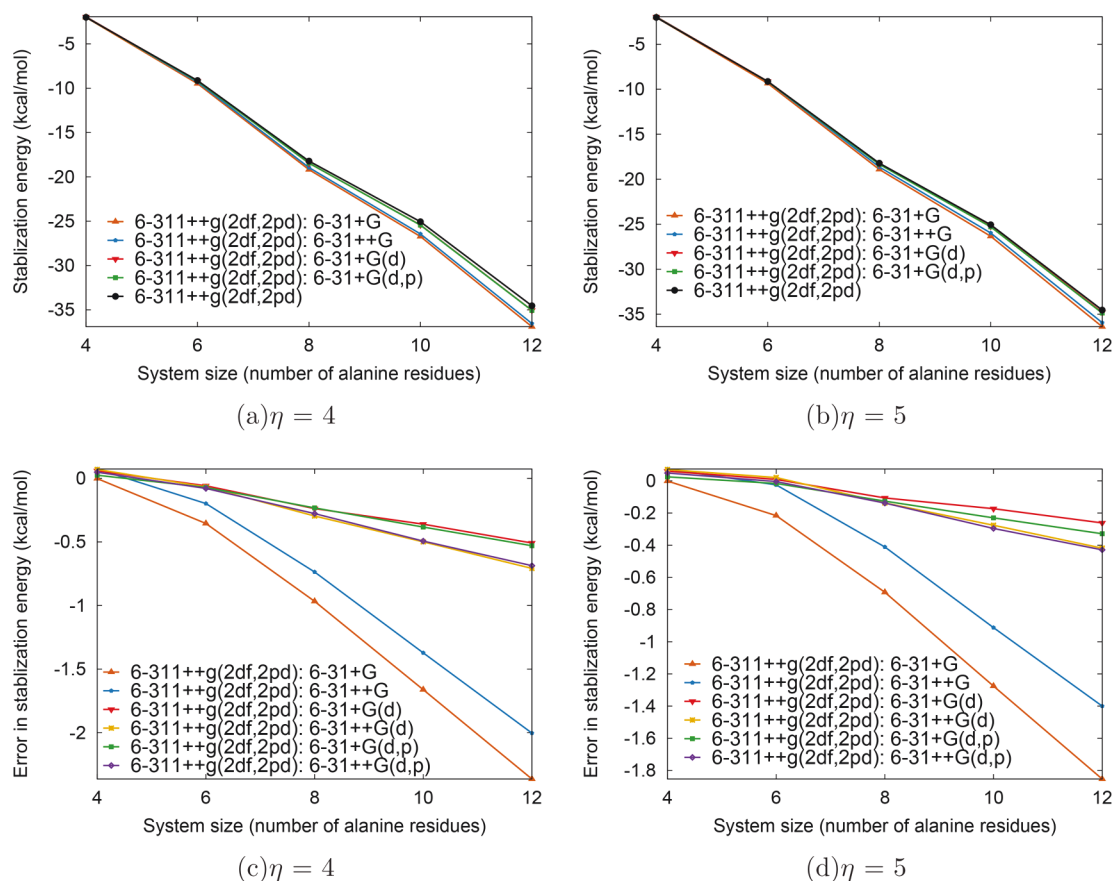 Stablization energy (kcal/mol)
-5
-10
-15
-20
-25
-30
-35
6-311++g(2df,2pd): 6-31+G
6-311++g(2df,2pd): 6-31++G
6-311++g(2df,2pd): 6-31+G(d)
6-311++g(2df,2pd): 6-31+G(d,p)
6-311++g(2df,2pd)
4 6 8 10 12
System size (number of alanine residues)
(a)η = 4
Stablization energy (kcal/mol)
-5
-10
-15
-20
-25
-30
-35
6-311++g(2df,2pd): 6-31+G
6-311++g(2df,2pd): 6-31++G
6-311++g(2df,2pd): 6-31+G(d)
6-311++g(2df,2pd): 6-31+G(d,p)
6-311++g(2df,2pd)
4 6 8 10 12
System size (number of alanine residues)
(b)η = 5
Error in stablization energy (kcal/mol)
0
-0.5
-1
-1.5
-2
6-311++g(2df,2pd): 6-31+G
6-311++g(2df,2pd): 6-31++G
6-311++g(2df,2pd): 6-31+G(d)
6-311++g(2df,2pd): 6-31++G(d)
6-311++g(2df,2pd): 6-31+G(d,p)
6-311++g(2df,2pd): 6-31++G(d,p)
4 6 8 10 12
System size (number of alanine residues)
(c)η = 4
Error in stablization energy (kcal/mol)
0
-0.2
-0.4
-0.6
-0.8
-1
-1.2
-1.4
-1.6
-1.8
6-311++g(2df,2pd): 6-31+G
6-311++g(2df,2pd): 6-31++G
6-311++g(2df,2pd): 6-31+G(d)
6-311++g(2df,2pd): 6-31++G(d)
6-311++g(2df,2pd): 6-31+G(d,p)
6-311++g(2df,2pd): 6-31++G(d,p)
4 6 8 10 12
System size (number of alanine residues)
(d)η = 5